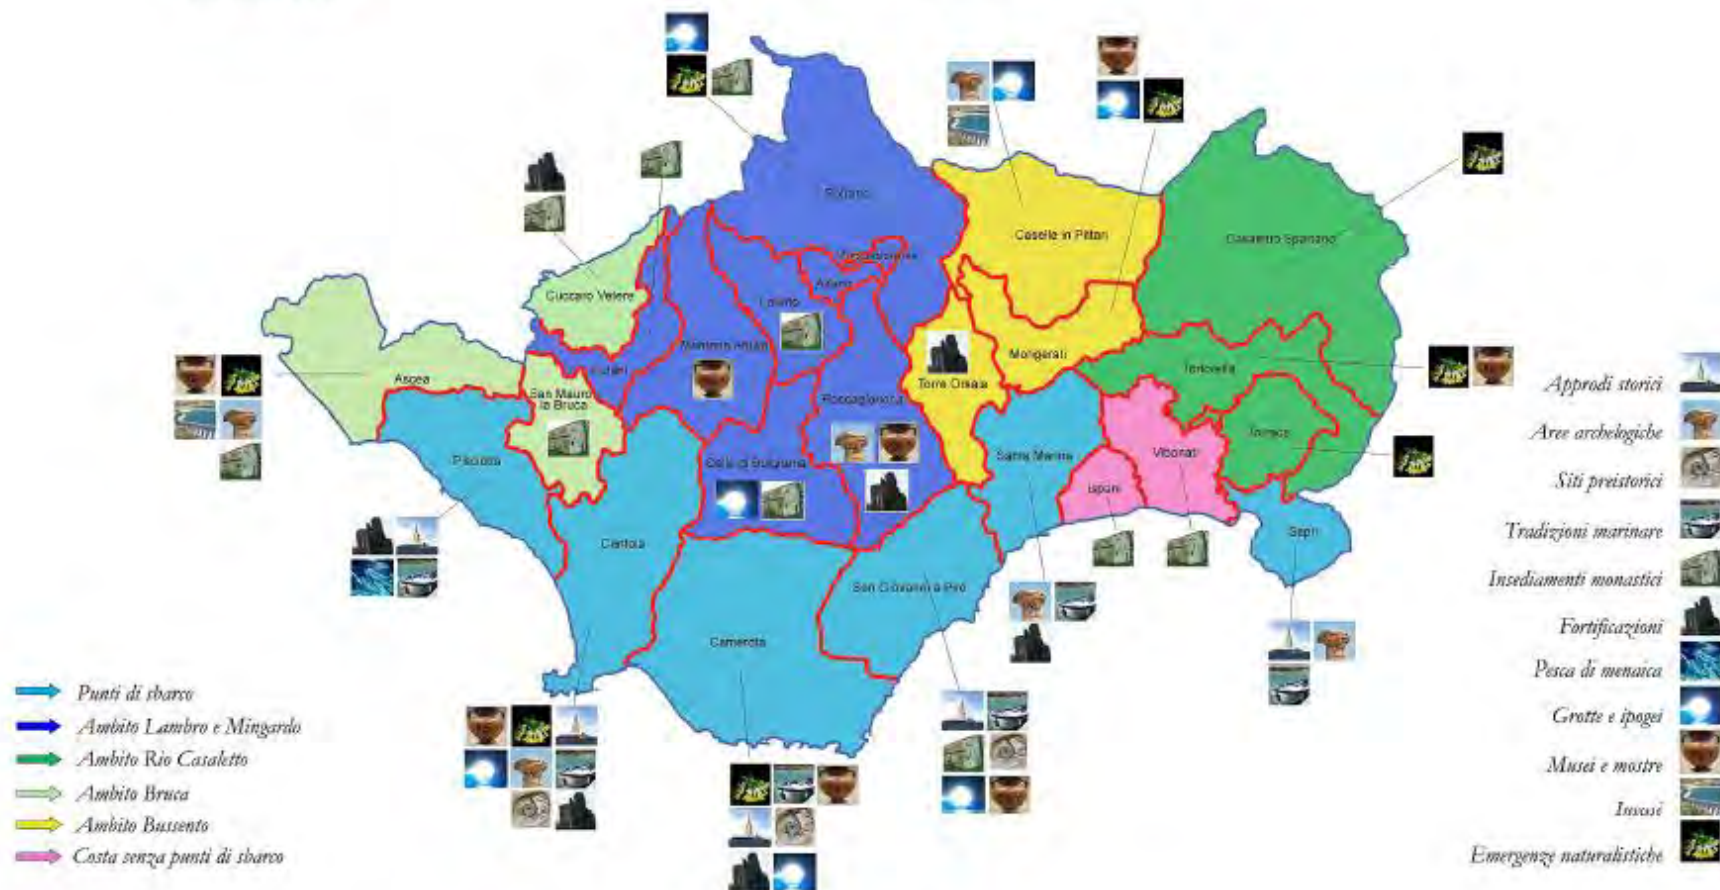 Rofrano
Caselle in Pittari
Casaletto Spartano
Cuccaro Vetere
Alfano
Laurito
Montano Antilia
Futani
Morigerati
Tortorella
Torre Orsaia
Ascea
San Mauro
la Bruca
Roccagloriosa
Torraca
Pisciotta
Celle di Bulgheria
Santa Marina
Vibonati
Ispani
Sapri
Centola
San Giovanni a Piro
Camerota
Punti di sbarco
Ambito Lambro e Mingardo
Ambito Rio Casaletto
Ambito Bruca
Ambito Bussento
Costa senza punti di sbarco
Approdi storici
Aree archelogiche
Siti preistorici
Tradizioni marinare
Insediamenti monastici
Fortificazioni
Pesca di menaica
Grotte e ipogei
Musei e mostre
Invasi
Emergenze naturalistiche